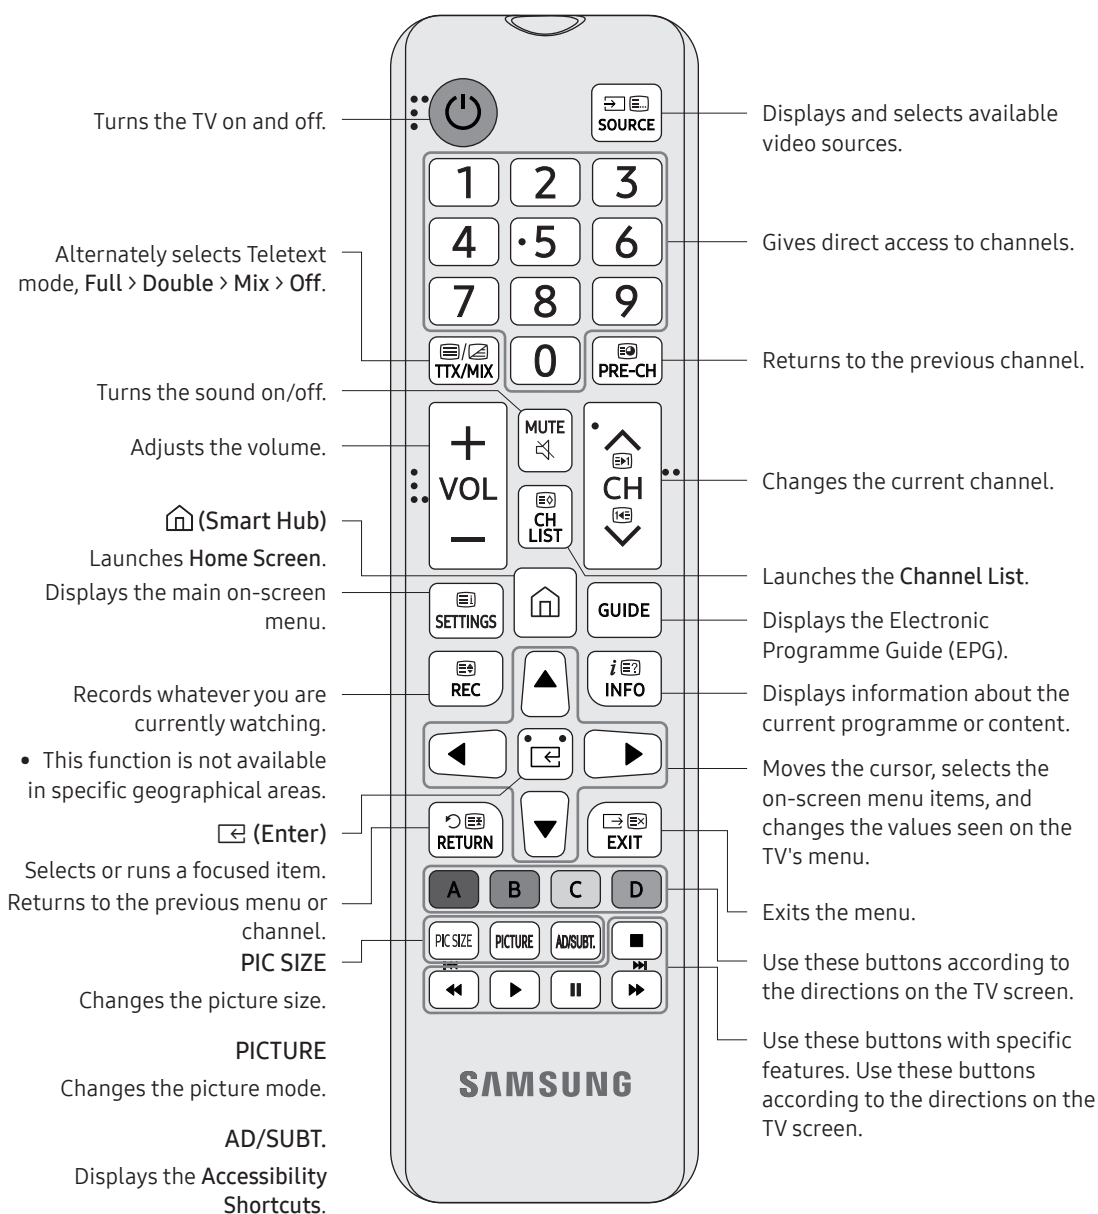 Turns the TV on and off.
Alternately selects Teletext
mode, Full > Double > Mix > Off.
Turns the sound on/off.
Adjusts the volume.
(Smart Hub)
Launches Home Screen.
Displays the main on-screen
menu.
Records whatever you are
currently watching.
• This function is not available
in specific geographical areas.
(Enter)
Selects or runs a focused item.
Returns to the previous menu or
channel.
PIC SIZE
Changes the picture size.
PICTURE
Changes the picture mode.
AD/SUBT.
Displays the Accessibility
Shortcuts.
SOURCE
1 2 3
4 5 6
7 8 9
TTX/MIX 0 PRE-CH
MUTE
VOL
CH
CH
LIST
SETTINGS
GUIDE
REC
i
INFO
RETURN
EXIT
A B C D
PIC SIZE PICTURE AD/SUBT.
SAMSUNG
Displays and selects available
video sources.
Gives direct access to channels.
Returns to the previous channel.
Changes the current channel.
Launches the Channel List.
Displays the Electronic
Programme Guide (EPG).
Displays information about the
current programme or content.
Moves the cursor, selects the
on-screen menu items, and
changes the values seen on the
TV's menu.
Exits the menu.
Use these buttons according to
the directions on the TV screen.
Use these buttons with specific
features. Use these buttons
according to the directions on the
TV screen.